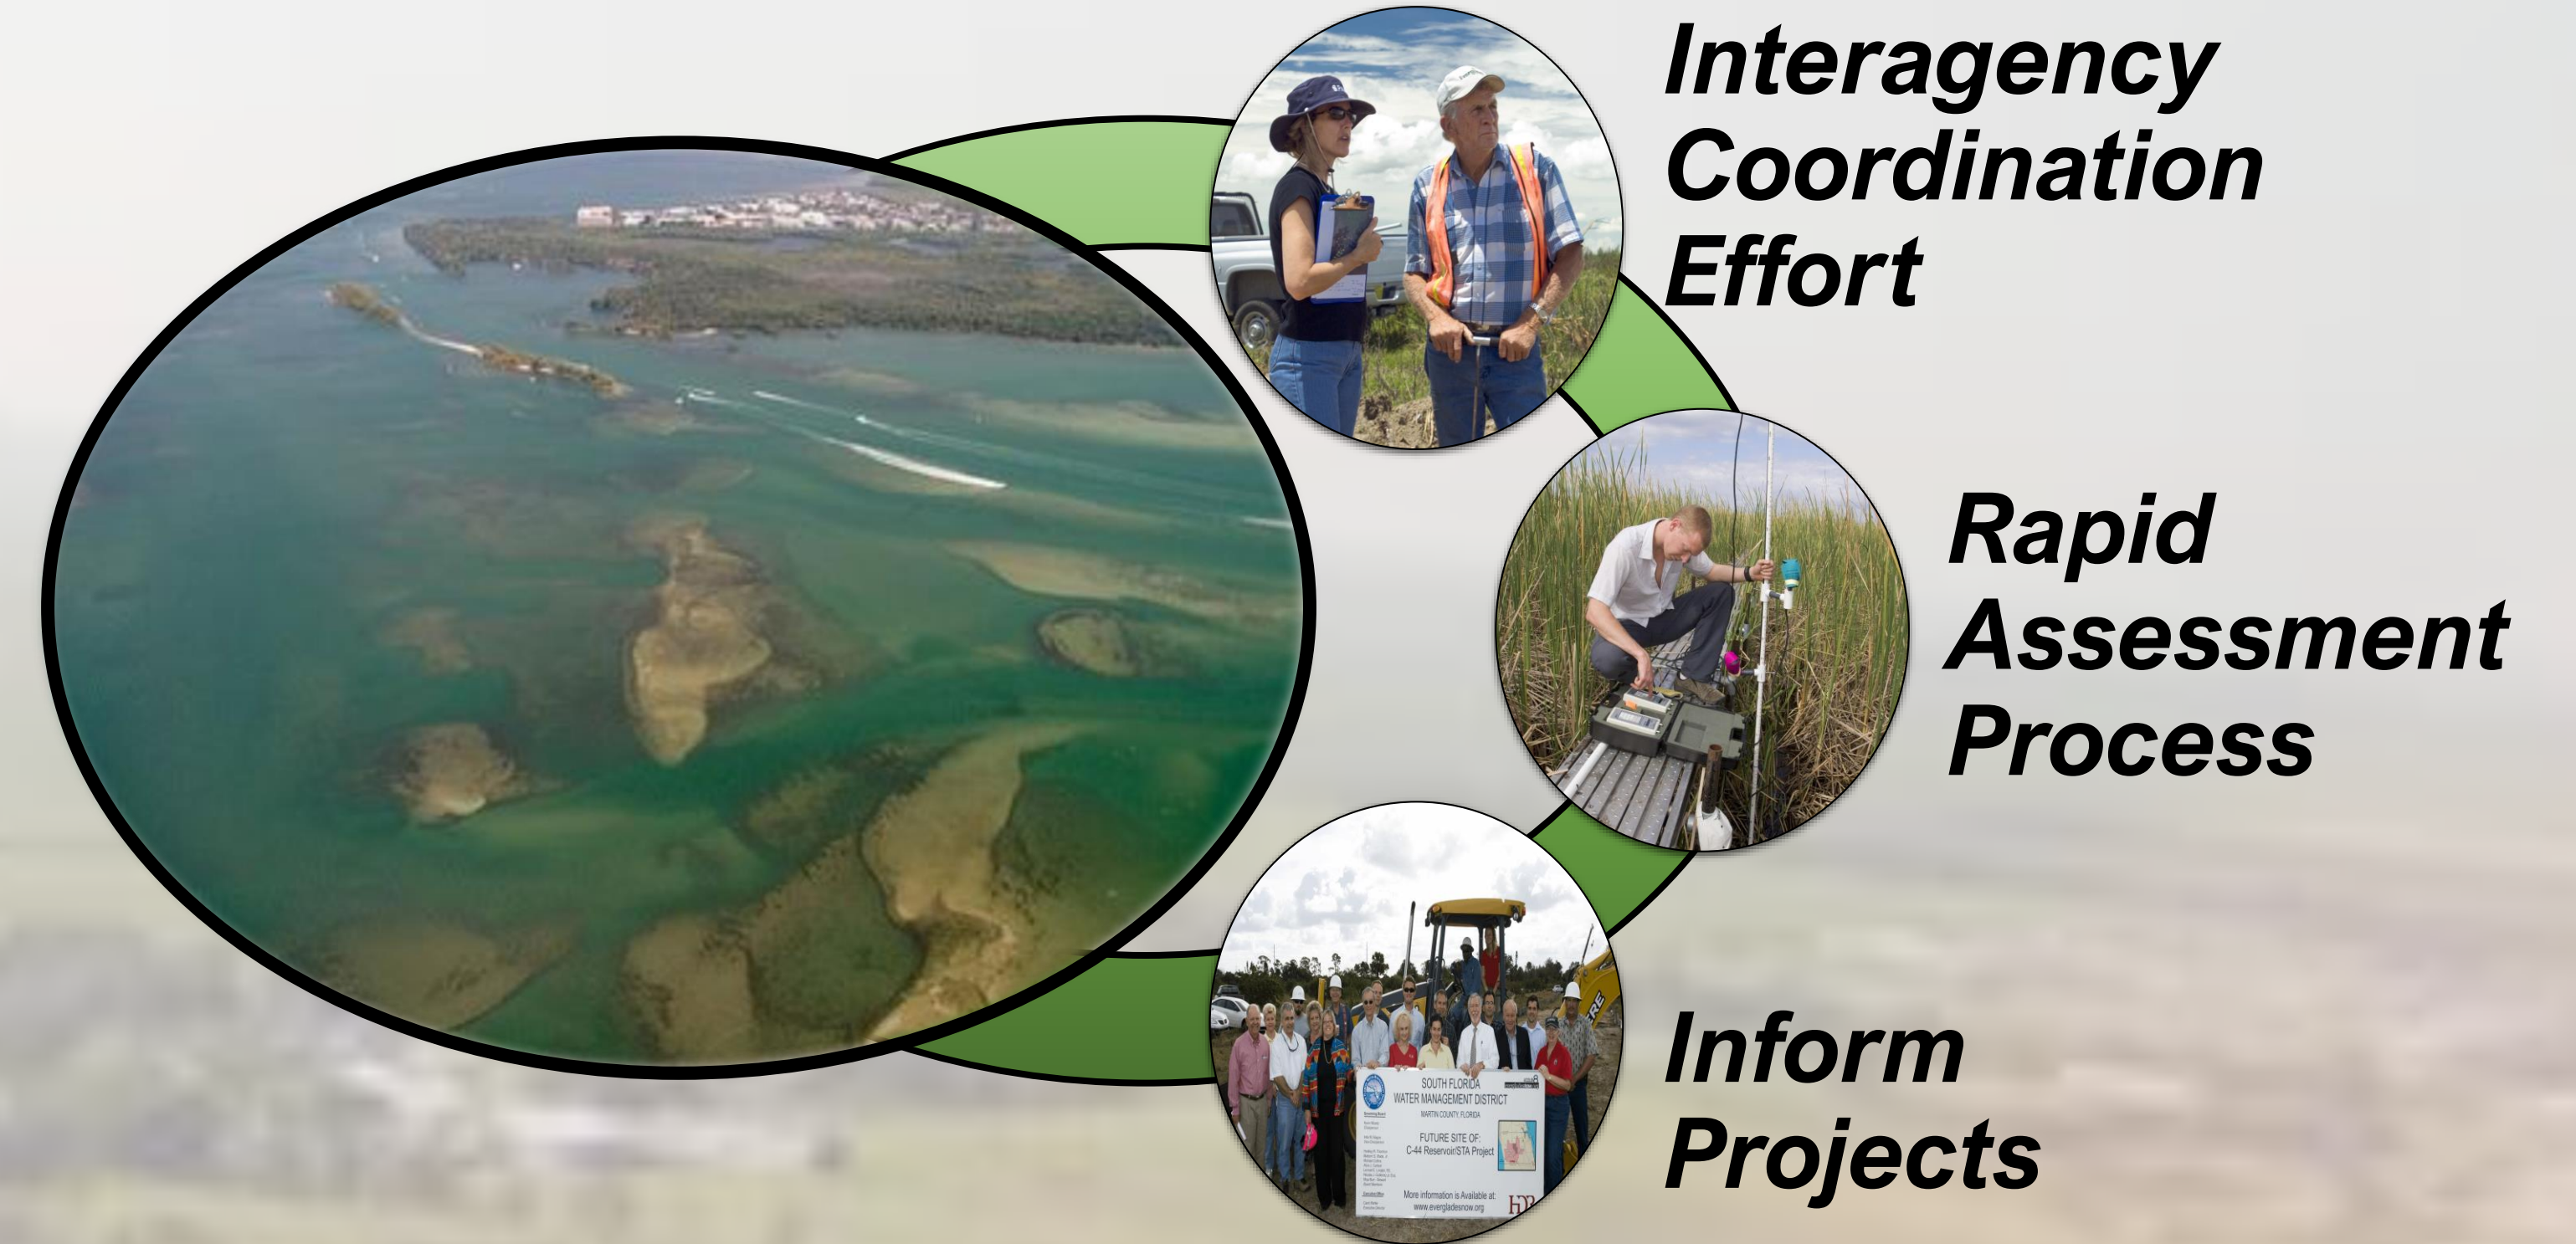 Interagency
Coordination
Effort
Rapid
Assessment
Process
Inform
Projects
SOUTH FLORIDA
WATER MANAGEMENT DISTRICT
MARTIN COUNTY, FLORIDA
FUTURE SITE OF:
C-44 Reservoir/STA Project
More information is Available at:
www.evergladesnow.org
HDR